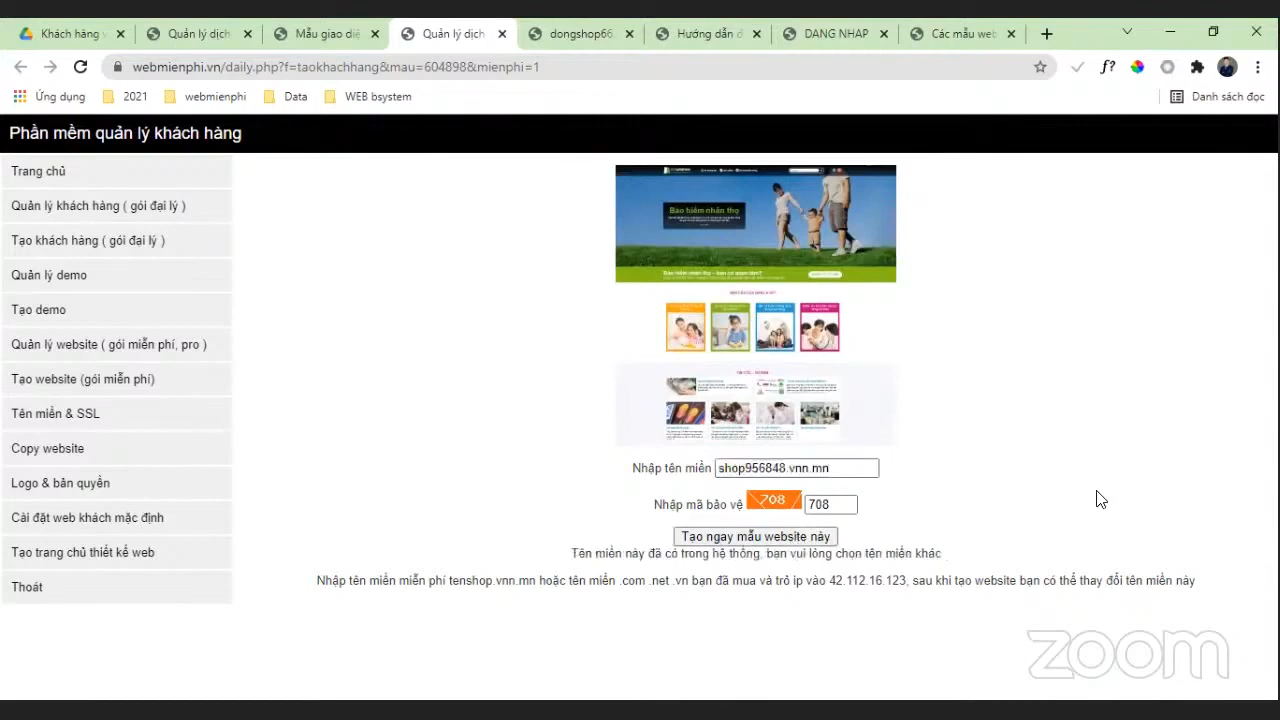 Khách hàng v
Quản lý dịch
Mẫu giao diệ
Quản lý dịch
dongshop66
Hướng dẫn đ
DANG NHAP
Các mẫu web
webmienphi.vn/daily.php?f=taokhachhang&mau=604898&mienphi=1
f?
Ứng dụng
2021
webmienphi
Data
WEB bsystem
Danh sách đọc
Phần mềm quản lý khách hàng
Trang chủ
Quản lý khách hàng ( gói đại lý )
Tạo khách hàng ( gói đại lý )
Quản lý demo
Tạo demo
Quản lý website ( gói miễn phí, pro )
Tạo website (gói miễn phí)
Tên miền & SSL
Copy website
Logo & bản quyền
Cài đặt web khách mặc định
Tạo trang chủ thiết kế web
Thoát
Bảo hiểm nhân thọ
Bảo hiểm nhân thọ – bạn có quan tâm?
Nhập tên miền shop956848.vnn.mn
Nhập mã bảo vệ 708 708
Tạo ngay mẫu website này
Tên miền này đã có trong hệ thống, bạn vui lòng chọn tên miền khác
Nhập tên miền miễn phí tenshop.vnn.mn hoặc tên miền .com .net .vn bạn đã mua và trỏ ip vào 42.112.16.123, sau khi tạo website bạn có thể thay đổi tên miền này
zoom